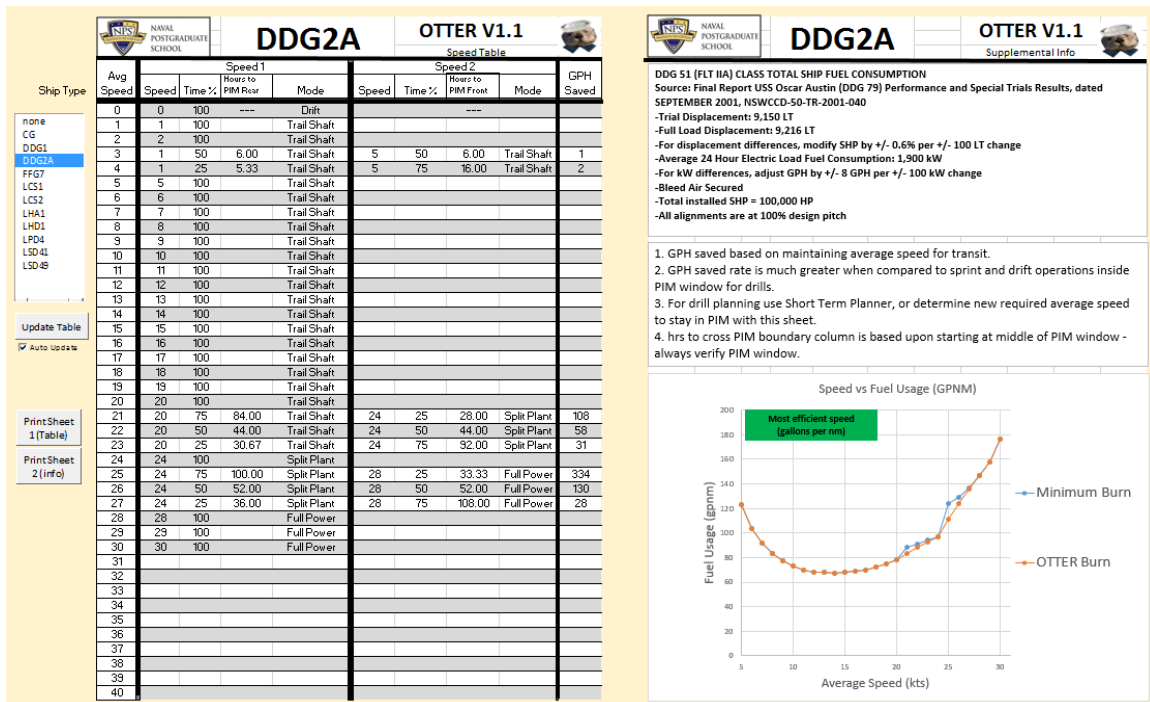 NPS
NAVAL
POSTGRADUATE
SCHOOL
DDG2A
OTTER V1.1
Speed Table
Ship Type
none
CG
DDG1
DDG2A
FFG7
LCS1
LCS2
LHA1
LHD1
LPD4
LSD41
LSD49
Update Table
Auto Update
Print Sheet
1 (Table)
Print Sheet
2 (info)
Speed 1 Speed 2
Avg Speed Speed Time % Hours to PIM Rear Mode Speed Time % Hours to PIM Front Mode GPH Saved
0 0 100 --- Drift ---
1 1 100 Trail Shaft
2 2 100 Trail Shaft
3 1 50 6.00 Trail Shaft 5 50 6.00 Trail Shaft 1
4 1 25 5.33 Trail Shaft 5 75 16.00 Trail Shaft 2
5 5 100 Trail Shaft
6 6 100 Trail Shaft
7 7 100 Trail Shaft
8 8 100 Trail Shaft
9 9 100 Trail Shaft
10 10 100 Trail Shaft
11 11 100 Trail Shaft
12 12 100 Trail Shaft
13 13 100 Trail Shaft
14 14 100 Trail Shaft
15 15 100 Trail Shaft
16 16 100 Trail Shaft
17 17 100 Trail Shaft
18 18 100 Trail Shaft
19 19 100 Trail Shaft
20 20 100 Trail Shaft
21 20 75 84.00 Trail Shaft 24 25 28.00 Split Plant 108
22 20 50 44.00 Trail Shaft 24 50 44.00 Split Plant 58
23 20 25 30.67 Trail Shaft 24 75 92.00 Split Plant 31
24 24 100 Split Plant
25 24 75 100.00 Split Plant 28 25 33.33 Full Power 334
26 24 50 52.00 Split Plant 28 50 52.00 Full Power 130
27 24 25 36.00 Split Plant 28 75 108.00 Full Power 28
28 28 100 Full Power
29 29 100 Full Power
30 30 100 Full Power
31
32
33
34
35
36
37
38
39
40
NPS
NAVAL
POSTGRADUATE
SCHOOL
DDG2A
OTTER V1.1
Supplemental Info
DDG 51 (FLT IIA) CLASS TOTAL SHIP FUEL CONSUMPTION
Source: Final Report USS Oscar Austin (DDG 79) Performance and Special Trials Results, dated
SEPTEMBER 2001, NSWCCD-50-TR-2001-040
-Trial Displacement: 9,150 LT
-Full Load Displacement: 9,216 LT
-For displacement differences, modify SHP by +/- 0.6% per +/- 100 LT change
-Average 24 Hour Electric Load Fuel Consumption: 1,900 kW
-For kW differences, adjust GPH by +/- 8 GPH per +/- 100 kW change
-Bleed Air Secured
-Total installed SHP = 100,000 HP
-All alignments are at 100% design pitch
1. GPH saved based on maintaining average speed for transit.
2. GPH saved rate is much greater when compared to sprint and drift operations inside
PIM window for drills.
3. For drill planning use Short Term Planner, or determine new required average speed
to stay in PIM with this sheet.
4. hrs to cross PIM boundary column is based upon starting at middle of PIM window -
always verify PIM window.
Speed vs Fuel Usage (GPNM)
Most efficient speed
(gallons per nm)
Fuel Usage (gpnm)
200
180
160
140
120
100
80
60
40
20
0
5 10 15 20 25 30
Average Speed (kts)
Minimum Burn
OTTER Burn